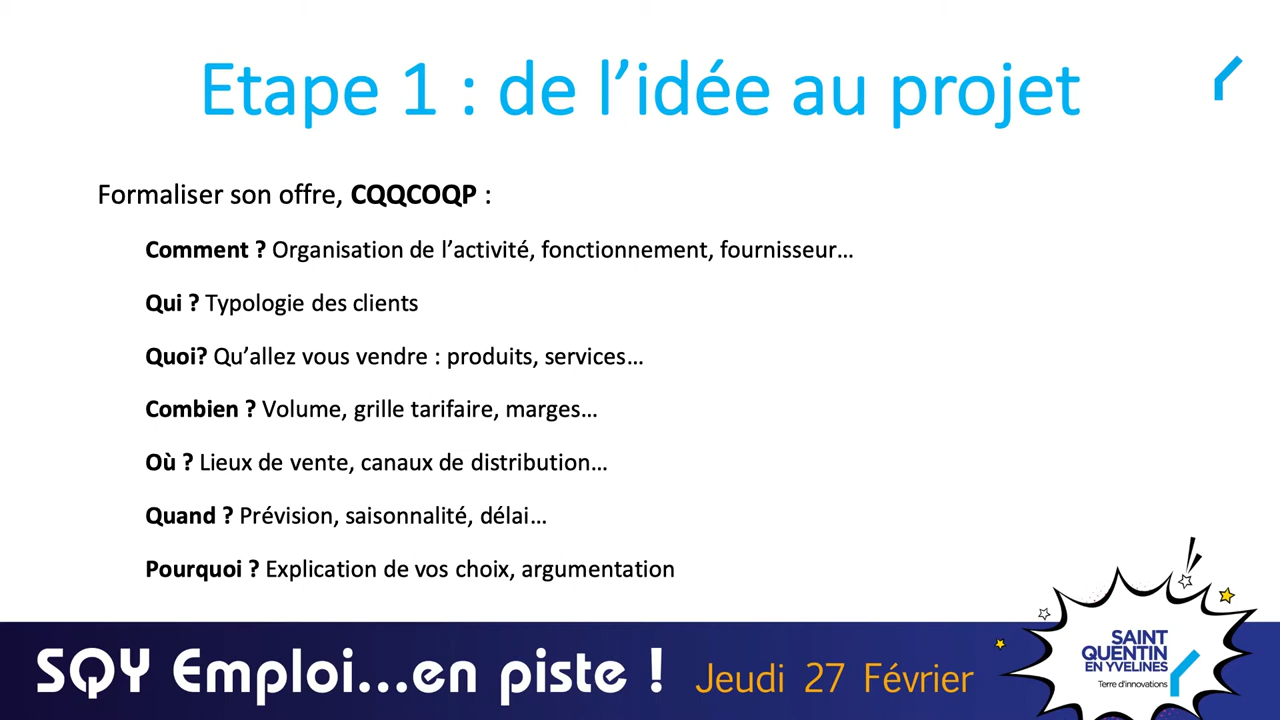 Etape 1 : de l’idée au projet
Formaliser son offre, CQQCOQP :
Comment ? Organisation de l’activité, fonctionnement, fournisseur…
Qui ? Typologie des clients
Quoi? Qu’allez vous vendre : produits, services…
Combien ? Volume, grille tarifaire, marges…
Où ? Lieux de vente, canaux de distribution…
Quand ? Prévision, saisonnalité, délai…
Pourquoi ? Explication de vos choix, argumentation
SQY Emploi...en piste ! Jeudi 27 Février
SAINT
QUENTIN
EN YVELINES
Terre d’innovations